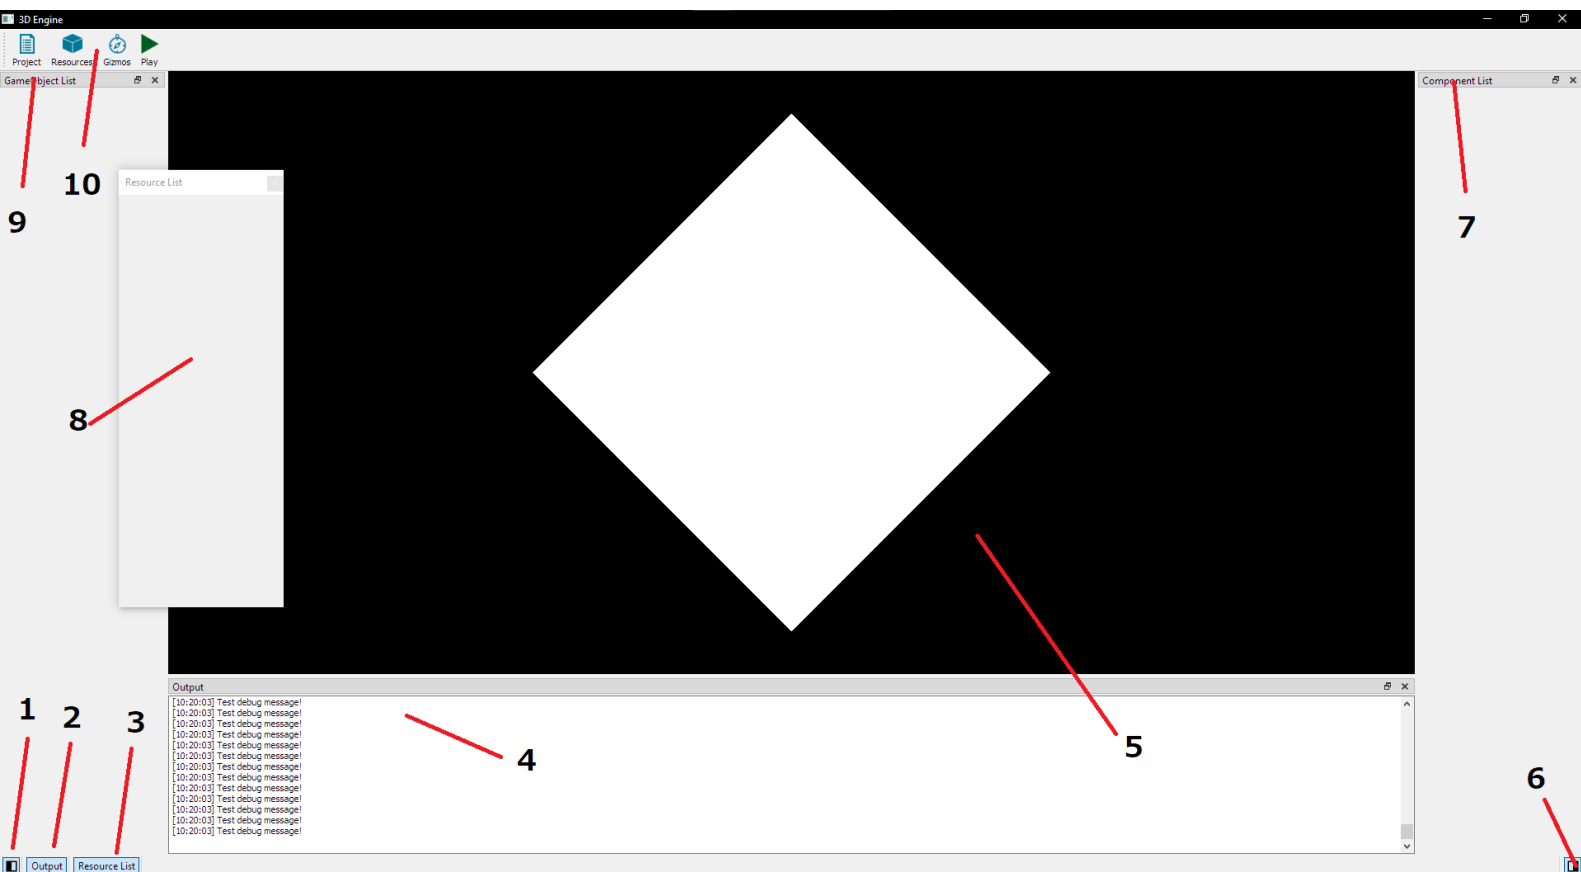 3D Engine
Project Resources Gizmos Play
GameObject List
Component List
10
Resource List
9
7
8
Output
[10:20:03] Test debug message!
[10:20:03] Test debug message!
[10:20:03] Test debug message!
[10:20:03] Test debug message!
[10:20:03] Test debug message!
[10:20:03] Test debug message!
[10:20:03] Test debug message!
[10:20:03] Test debug message!
[10:20:03] Test debug message!
[10:20:03] Test debug message!
[10:20:03] Test debug message!
[10:20:03] Test debug message!
[10:20:03] Test debug message!
1
2
3
4
5
6
Output
Resource List